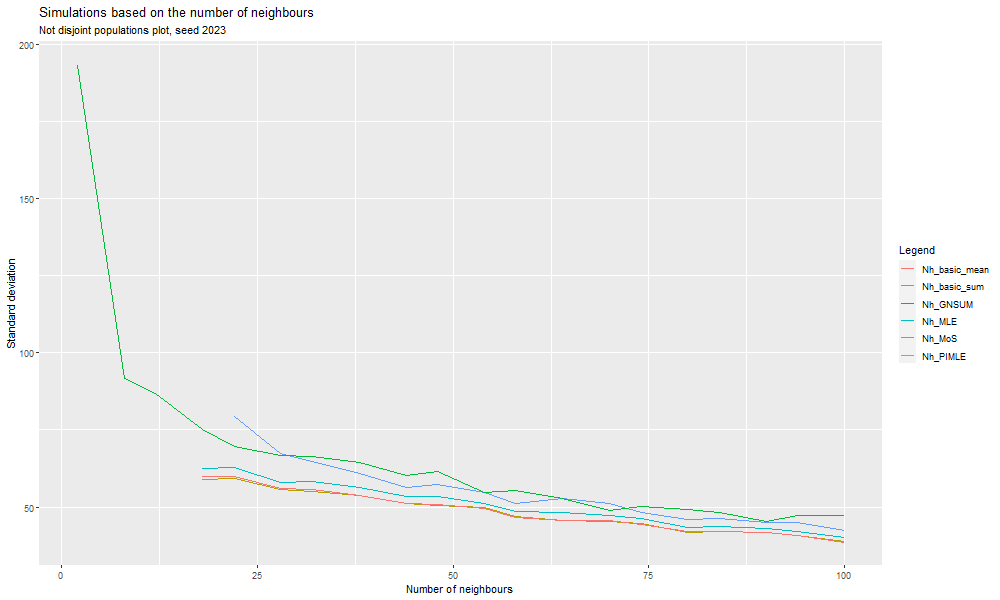 Simulations based on the number of neighbours
Not disjoint populations plot, seed 2023
200
150
100
50
Standard deviation
0
25
50
75
100
Number of neighbours
Legend
Nh_basic_mean
Nh_basic_sum
Nh_GNSUM
Nh_MLE
Nh_MoS
Nh_PIMLE